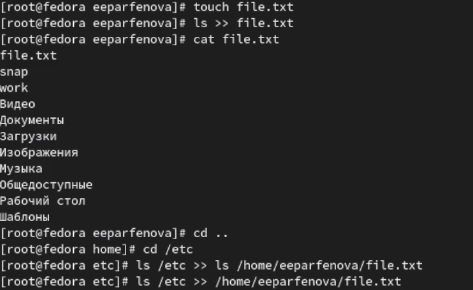 [root@fedora eeparfenova]# touch file.txt
[root@fedora eeparfenova]# ls >> file.txt
[root@fedora eeparfenova]# cat file.txt
file.txt
snap
work
Видео
Документы
Загрузки
Изображения
Музыка
Общедоступные
Рабочий стол
Шаблоны
[root@fedora eeparfenova]# cd ..
[root@fedora home]# cd /etc
[root@fedora etc]# ls /etc >> ls /home/eeparfenova/file.txt
[root@fedora etc]# ls /etc >> /home/eeparfenova/file.txt